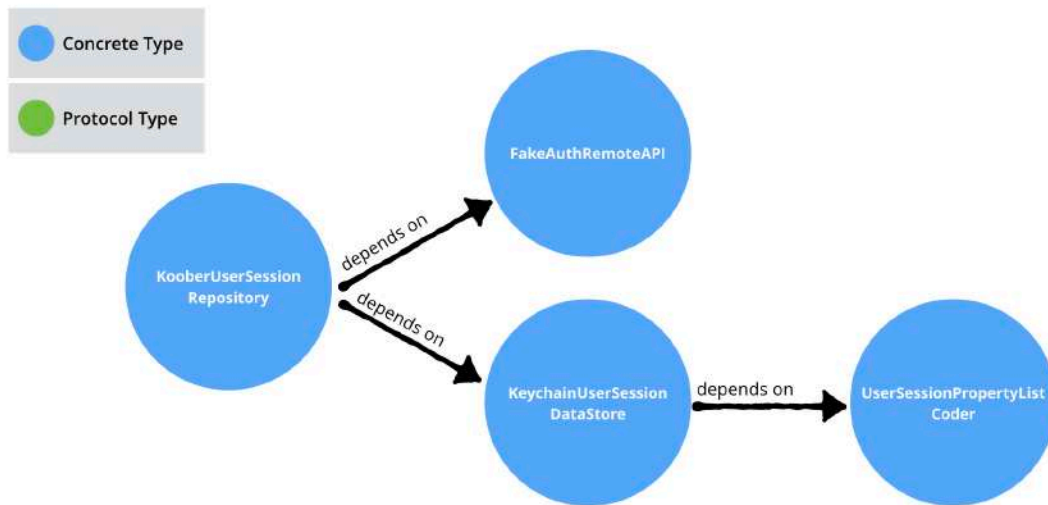 Concrete Type
Protocol Type
FakeAuthRemoteAPI
depends on
KooberUserSession
Repository
depends on
KeychainUserSession
DataStore
depends on
UserSessionPropertyList
Coder